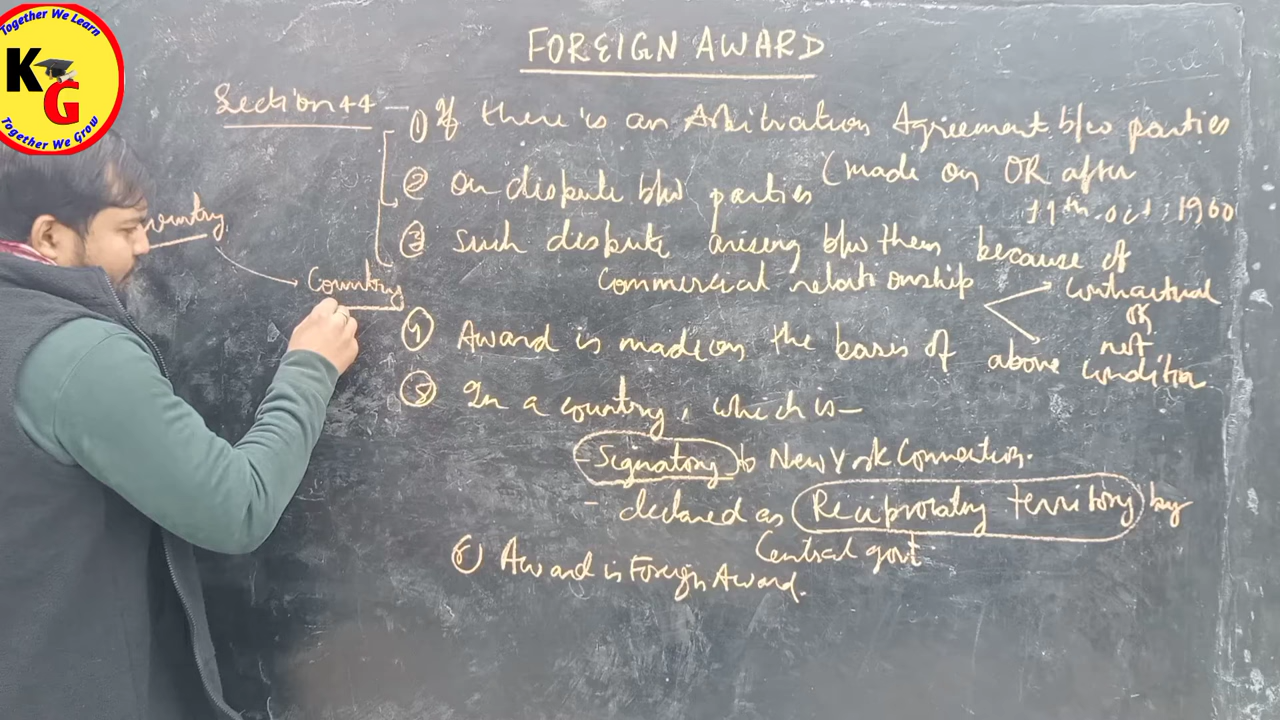 Together We Learn
KG
Together We Grow
FOREIGN AWARD
Section 44 - ① If there is an Arbitration Agreement b/w parties
(made on OR after
11th. oct. 1960
② On dispute b/w parties
③ Such dispute arising b/w them because of
Commercial relationship
Contractual
OR
not
④ Award is made on the basis of above condition
⑤ In a country, which is—
- Signatory to New York Convention.
- declared as Reciprocating territory by
Central govt
⑥ Award is Foreign Award.
Country